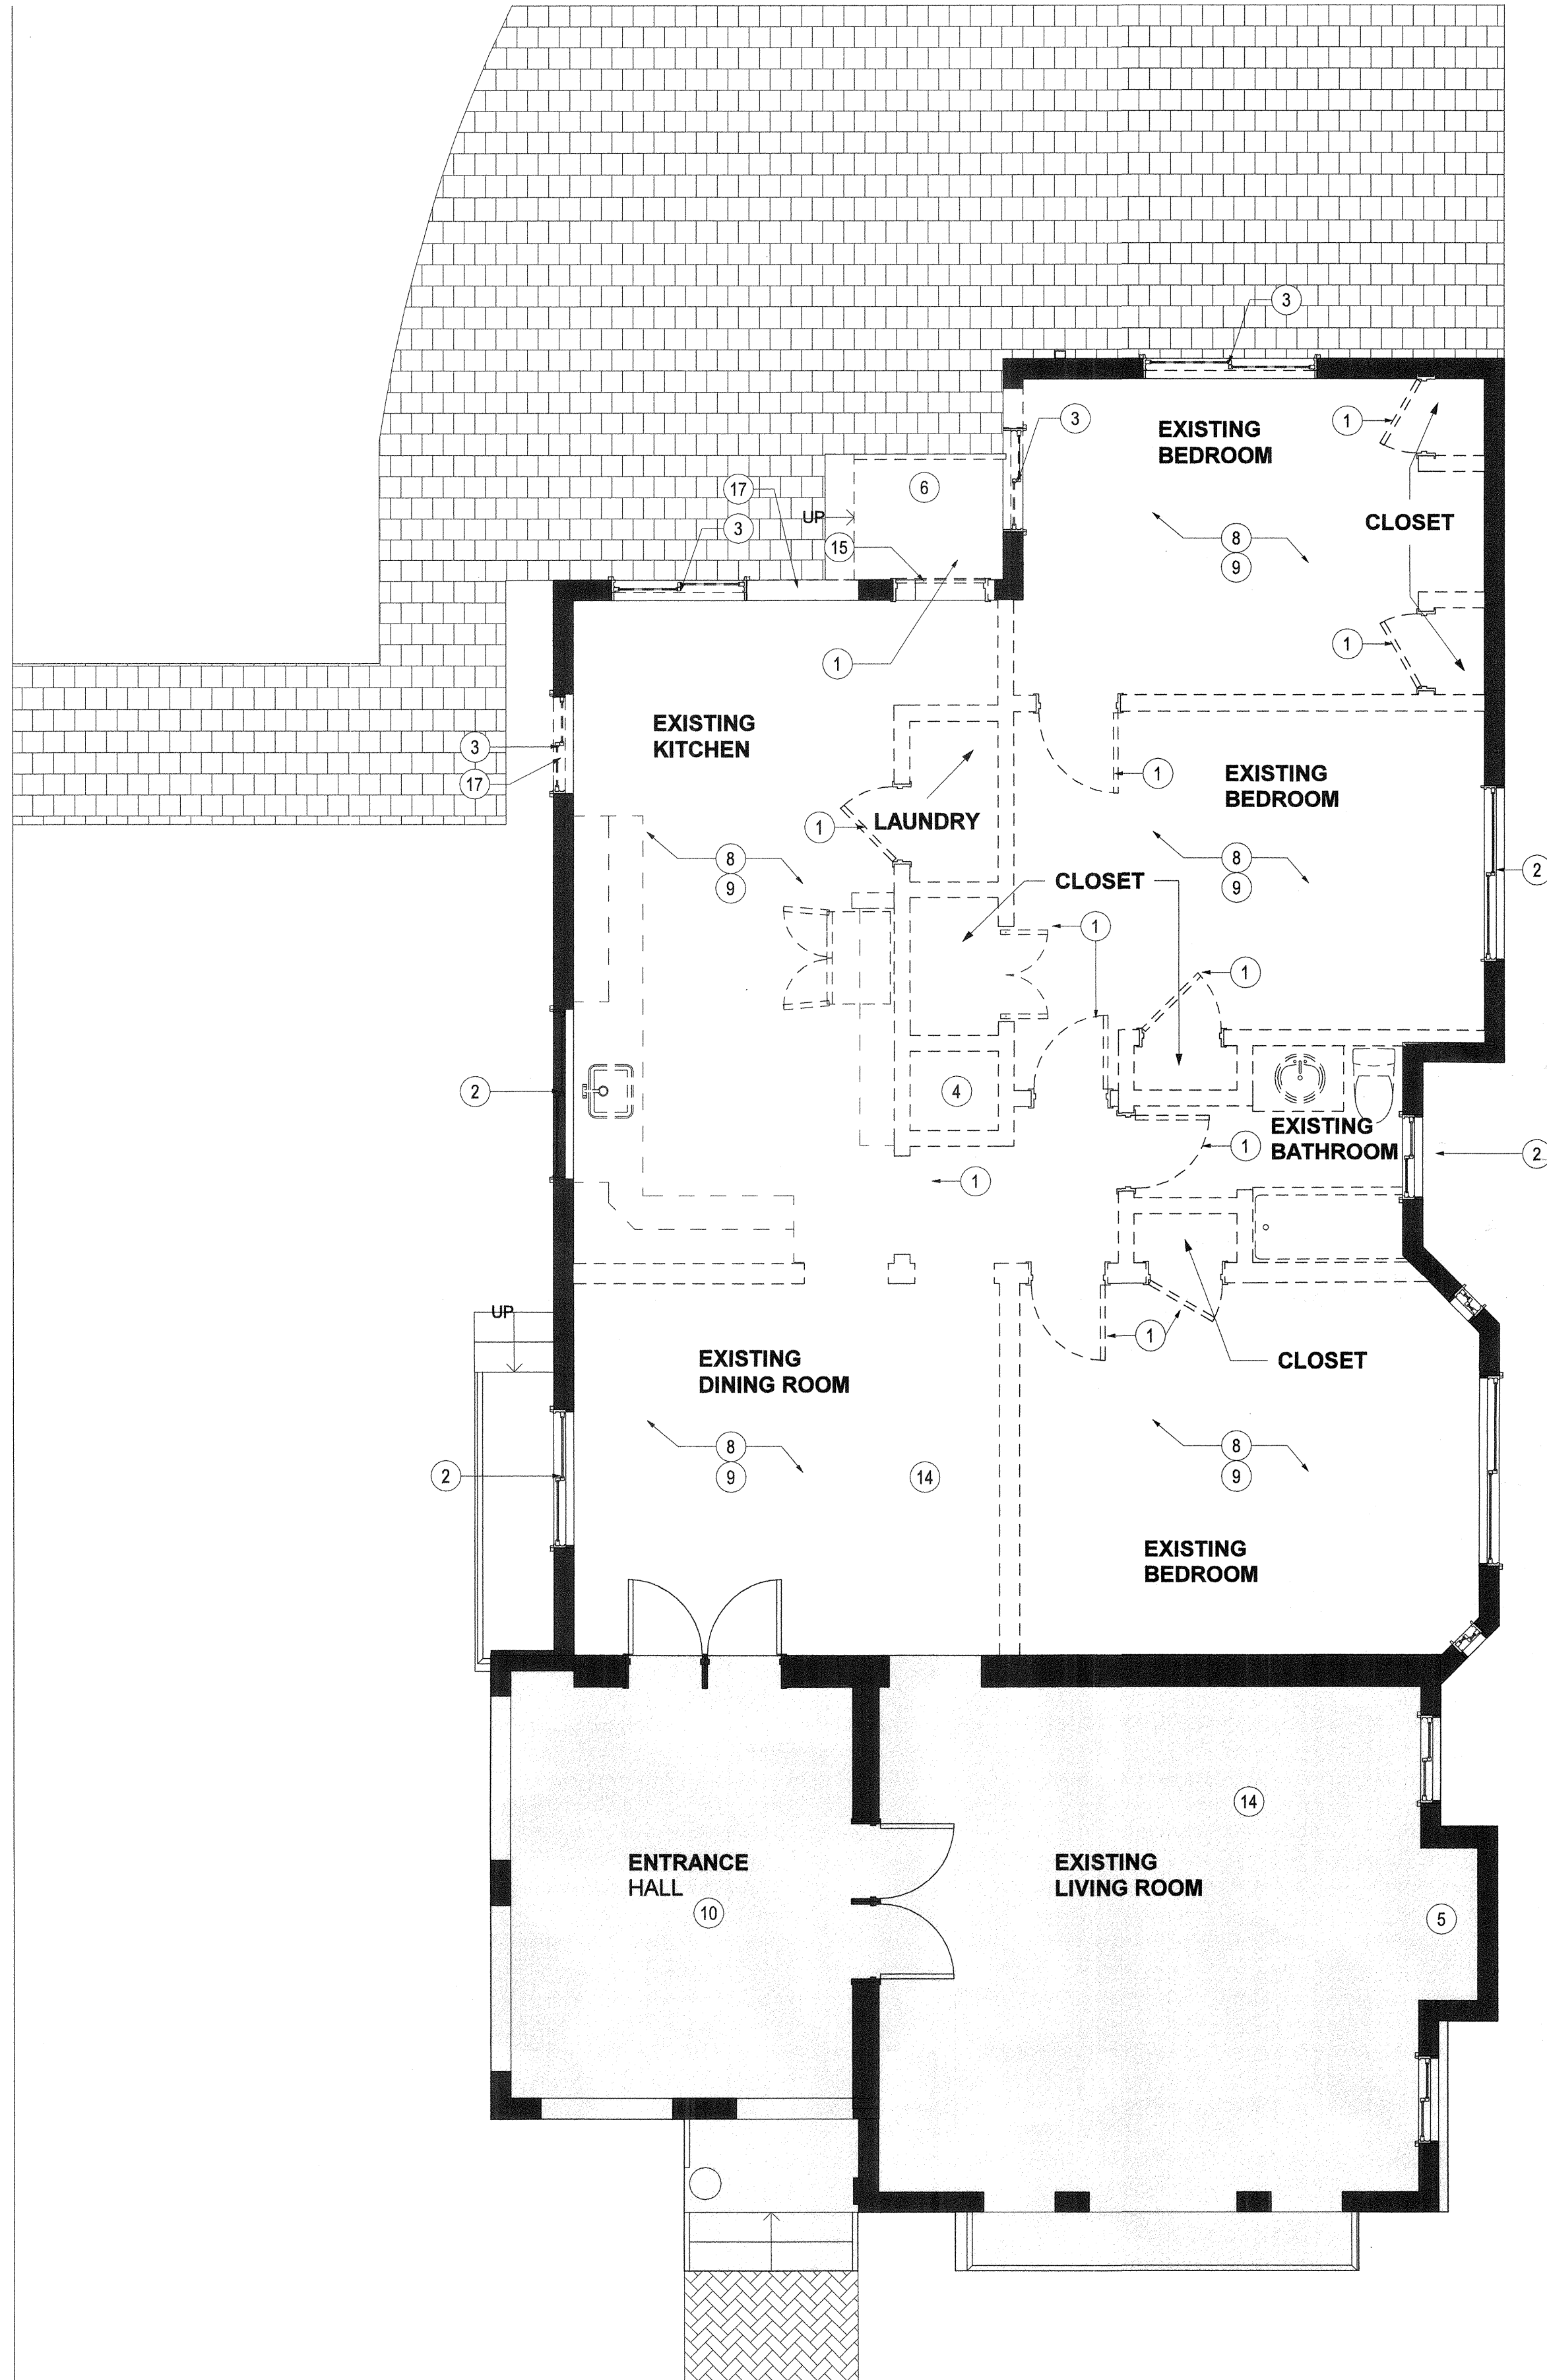 3
3
EXISTING
BEDROOM
1
6
17
UP
3
15
8
9
CLOSET
1
1
EXISTING
KITCHEN
3
17
1
EXISTING
BEDROOM
1
LAUNDRY
8
9
8
9
2
CLOSET
1
1
2
4
EXISTING
BATHROOM
1
2
1
UP
1
CLOSET
EXISTING
DINING ROOM
8
9
2
14
8
9
EXISTING
BEDROOM
14
ENTRANCE
HALL
10
EXISTING
LIVING ROOM
5